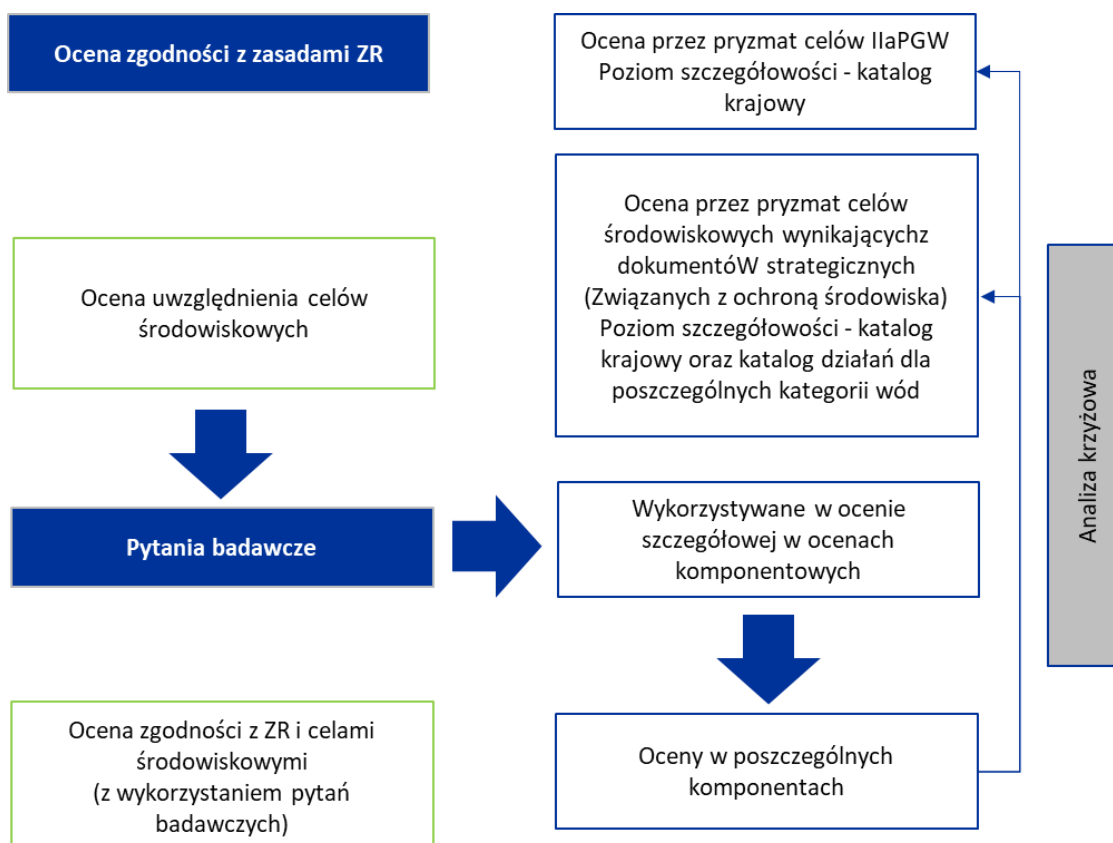 Ocena zgodności z zasadami ZR
Ocena przez pryzmat celów IIaPGW
Poziom szczegółowości - katalog
krajowy
Ocena przez pryzmat celów
środowiskowych wynikającychz
dokumentóW strategicznych
(Związanych z ochroną środowiska)
Poziom szczegółowości - katalog
krajowy oraz katalog działań dla
poszczególnych kategorii wód
Ocena uwzględnienia celów
środowiskowych
Analiza krzyżowa
Pytania badawcze
Wykorzystywane w ocenie
szczegółowej w ocenach
komponentowych
Ocena zgodności z ZR i celami
środowiskowymi
(z wykorzystaniem pytań
badawczych)
Oceny w poszczególnych
komponentach